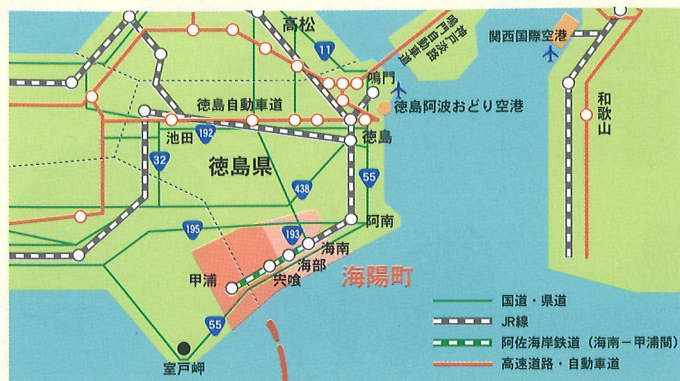 高松
11
神戸淡路
鳴門自動車道
関西国際空港
鳴門
徳島自動車道
徳島阿波おどり空港
和歌山
池田
192
徳島
32
徳島県
55
438
阿南
195
193
海南
海部
甲浦
宍喰
海陽町
55
室戸岬
国道・県道
JR線
阿佐海岸鉄道（海南－甲浦間）
高速道路・自動車道